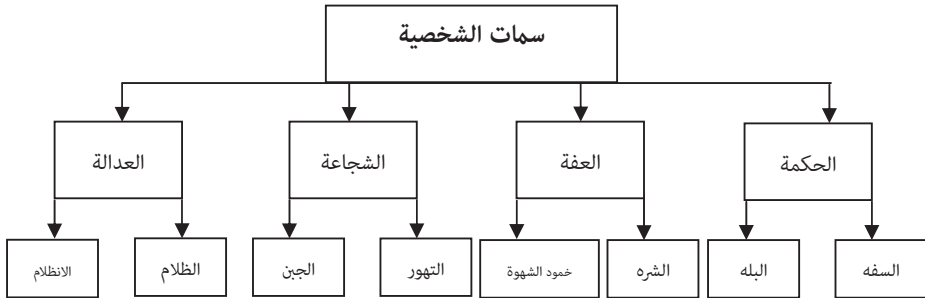 سمات الشخصية
الحكمة
العفة
الشجاعة
العدالة
السفه
البله
الشره
خمود الشهوة
التهور
الجبن
الظلام
الانظلام